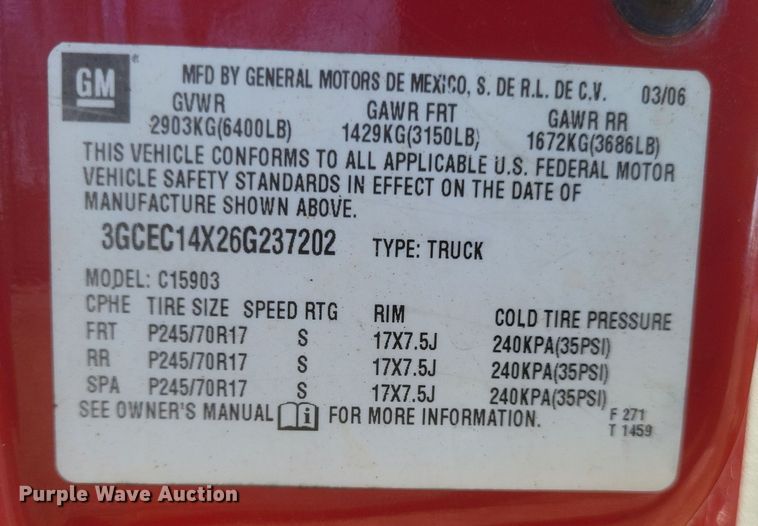 GM
MFD BY GENERAL MOTORS DE MEXICO, S. DE R.L. DE C.V. 03/06
GVWR GAWR FRT GAWR RR
2903KG(6400LB) 1429KG(3150LB) 1672KG(3686LB)
THIS VEHICLE CONFORMS TO ALL APPLICABLE U.S. FEDERAL MOTOR
VEHICLE SAFETY STANDARDS IN EFFECT ON THE DATE OF
MANUFACTURE SHOWN ABOVE.
3GCEC14X26G237202 TYPE: TRUCK
MODEL: C15903
CPHE TIRE SIZE SPEED RTG RIM COLD TIRE PRESSURE
FRT P245/70R17 S 17X7.5J 240KPA(35PSI)
RR P245/70R17 S 17X7.5J 240KPA(35PSI)
SPA P245/70R17 S 17X7.5J 240KPA(35PSI)
SEE OWNER'S MANUAL i FOR MORE INFORMATION.
F 271
T 1459
Purple Wave Auction